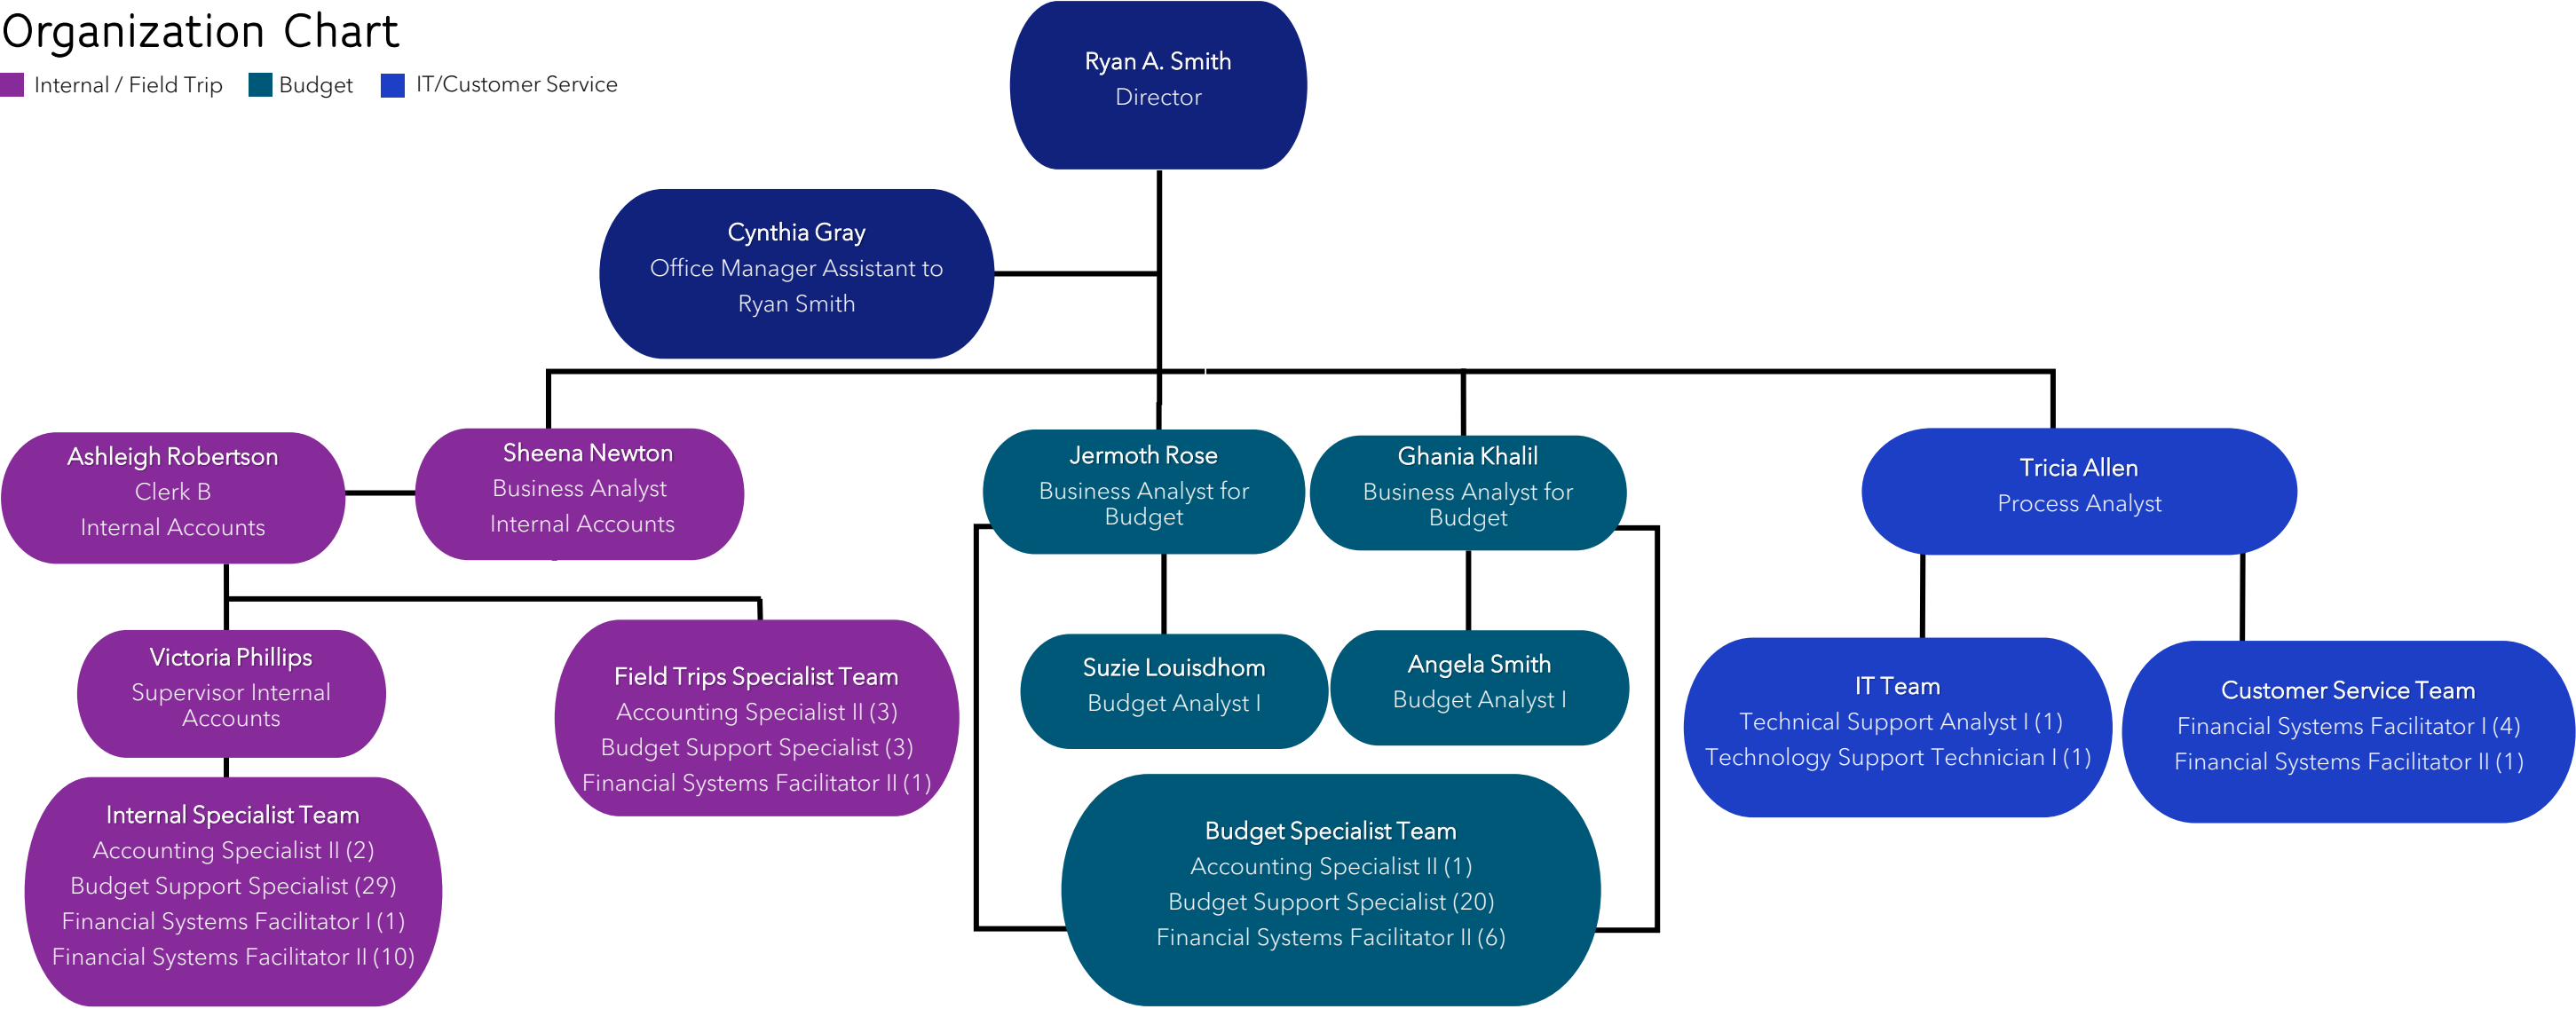 Organization Chart
Internal / Field Trip
Budget
IT/Customer Service
Ryan A. Smith
Director
Cynthia Gray
Office Manager Assistant to
Ryan Smith
Ashleigh Robertson
Clerk B
Internal Accounts
Sheena Newton
Business Analyst
Internal Accounts
Jermoth Rose
Business Analyst for
Budget
Ghania Khalil
Business Analyst for
Budget
Tricia Allen
Process Analyst
Victoria Phillips
Supervisor Internal
Accounts
Field Trips Specialist Team
Accounting Specialist II (3)
Budget Support Specialist (3)
Financial Systems Facilitator II (1)
Suzie Louisdhom
Budget Analyst I
Angela Smith
Budget Analyst I
IT Team
Technical Support Analyst I (1)
Technology Support Technician I (1)
Customer Service Team
Financial Systems Facilitator I (4)
Financial Systems Facilitator II (1)
Internal Specialist Team
Accounting Specialist II (2)
Budget Support Specialist (29)
Financial Systems Facilitator I (1)
Financial Systems Facilitator II (10)
Budget Specialist Team
Accounting Specialist II (1)
Budget Support Specialist (20)
Financial Systems Facilitator II (6)